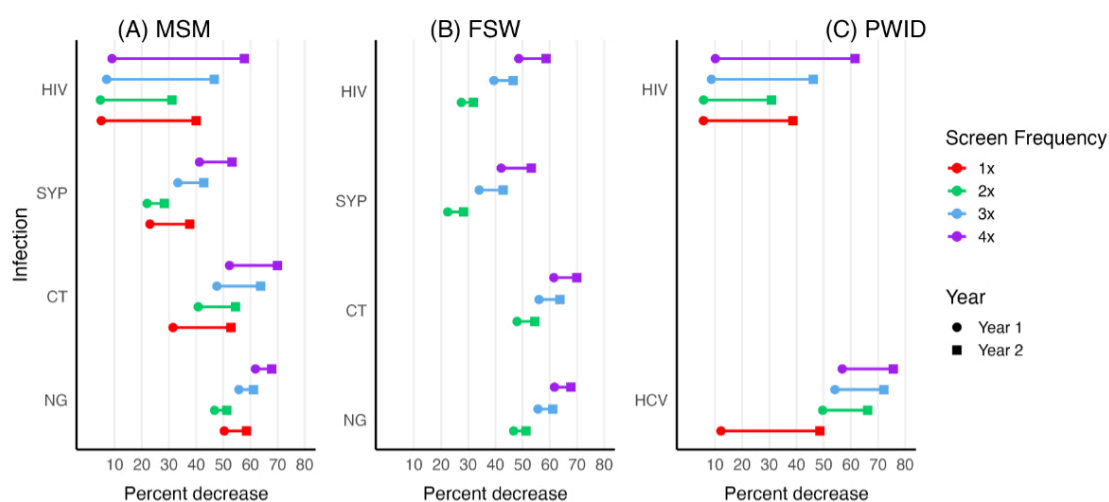 (A) MSM
(B) FSW
(C) PWID
Infection
HIV
SYP
CT
NG
10 20 30 40 50 60 70 80
Percent decrease
HIV
SYP
CT
NG
10 20 30 40 50 60 70 80
Percent decrease
HIV
HCV
10 20 30 40 50 60 70 80
Percent decrease
Screen Frequency
1x
2x
3x
4x
Year
Year 1
Year 2